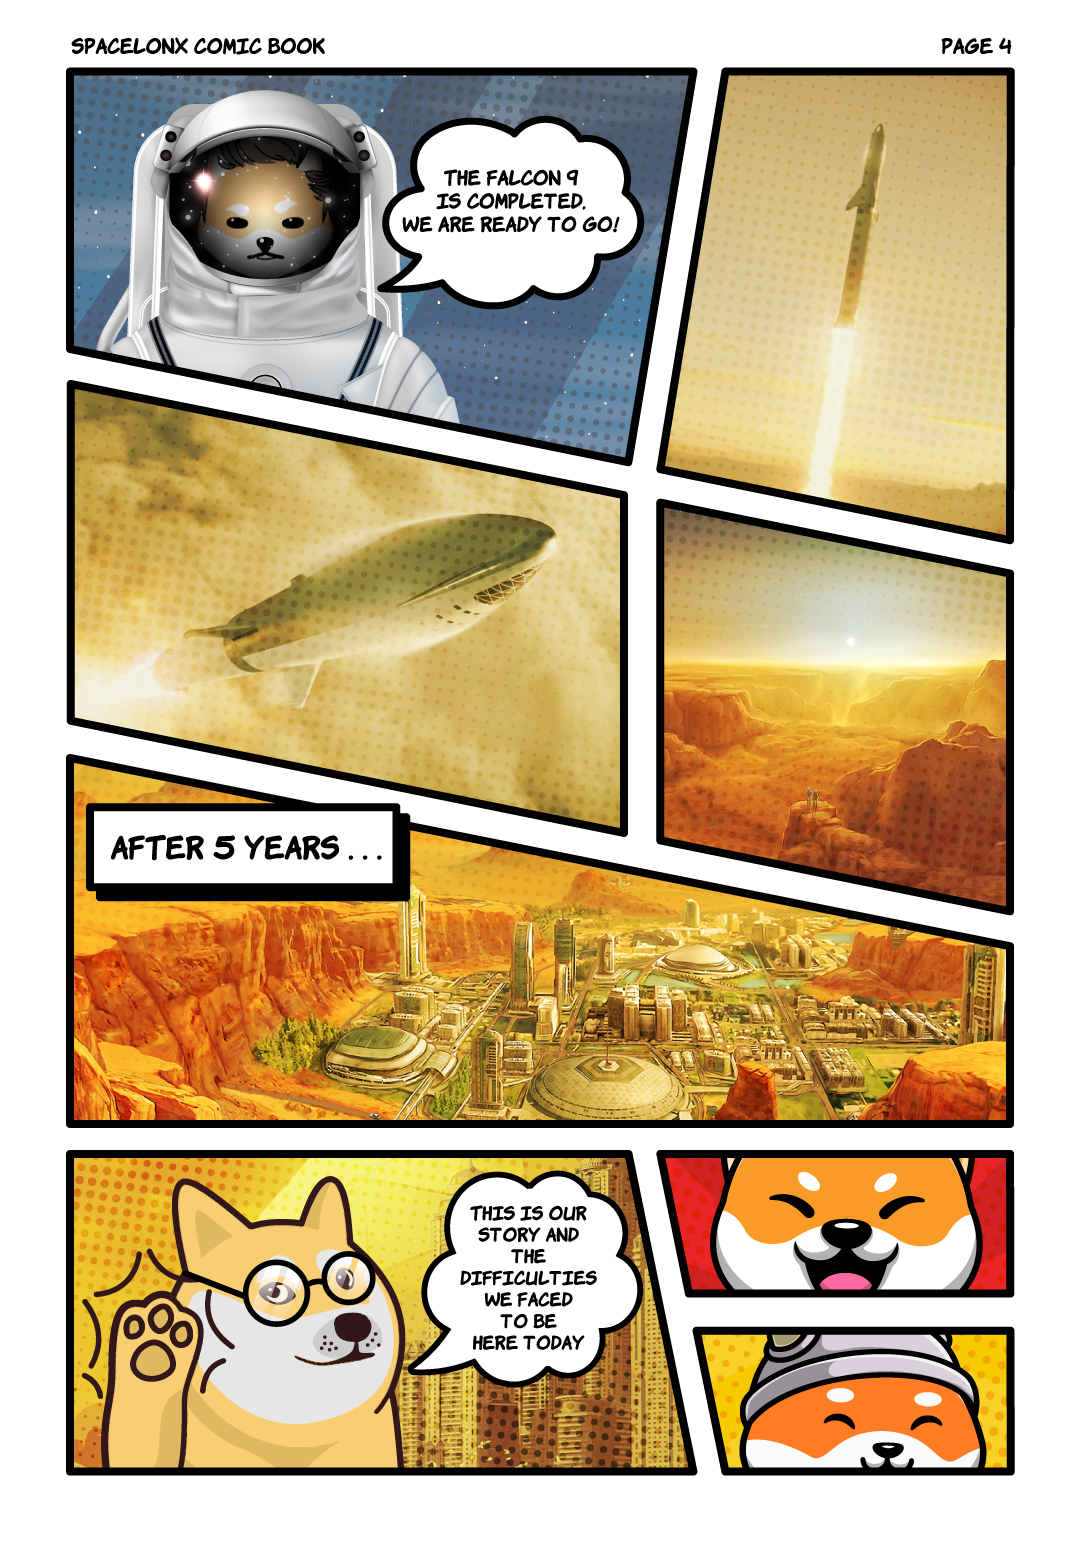 SPACELONX COMIC BOOK
PAGE 4
THE FALCON 9
IS COMPLETED.
WE ARE READY TO GO!
AFTER 5 YEARS...
THIS IS OUR
STORY AND
THE
DIFFICULTIES
WE FACED
TO BE
HERE TODAY